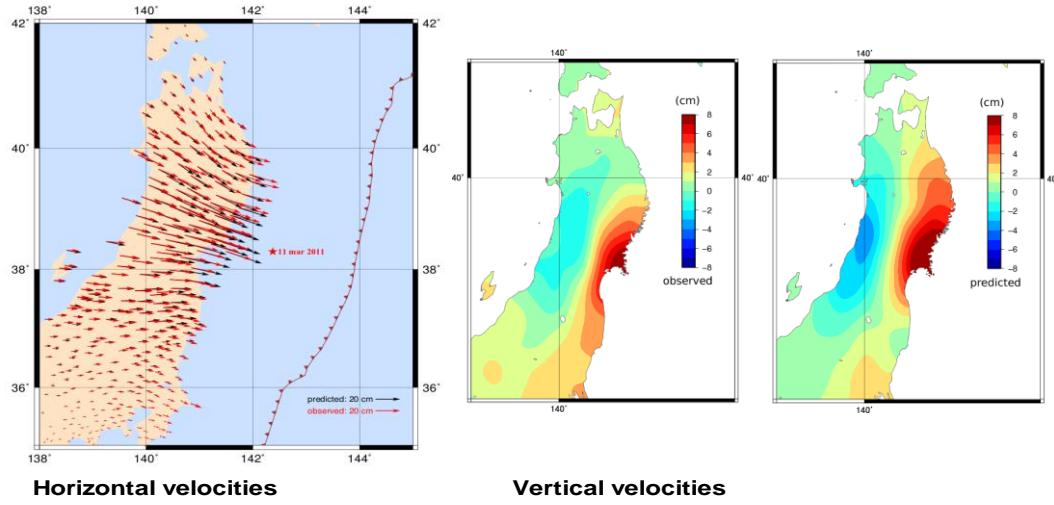 138° 140° 142° 144°
42° 42°
40° 40°
38° 38°
36° 36°
11 mar 2011
predicted: 20 cm
observed: 20 cm
138° 140° 142° 144°
140°
40°
(cm)
8
6
4
2
0
−2
−4
−6
−8
observed
140°
140°
40° 40
(cm)
8
6
4
2
0
−2
−4
−6
−8
predicted
140°
Horizontal velocities
Vertical velocities